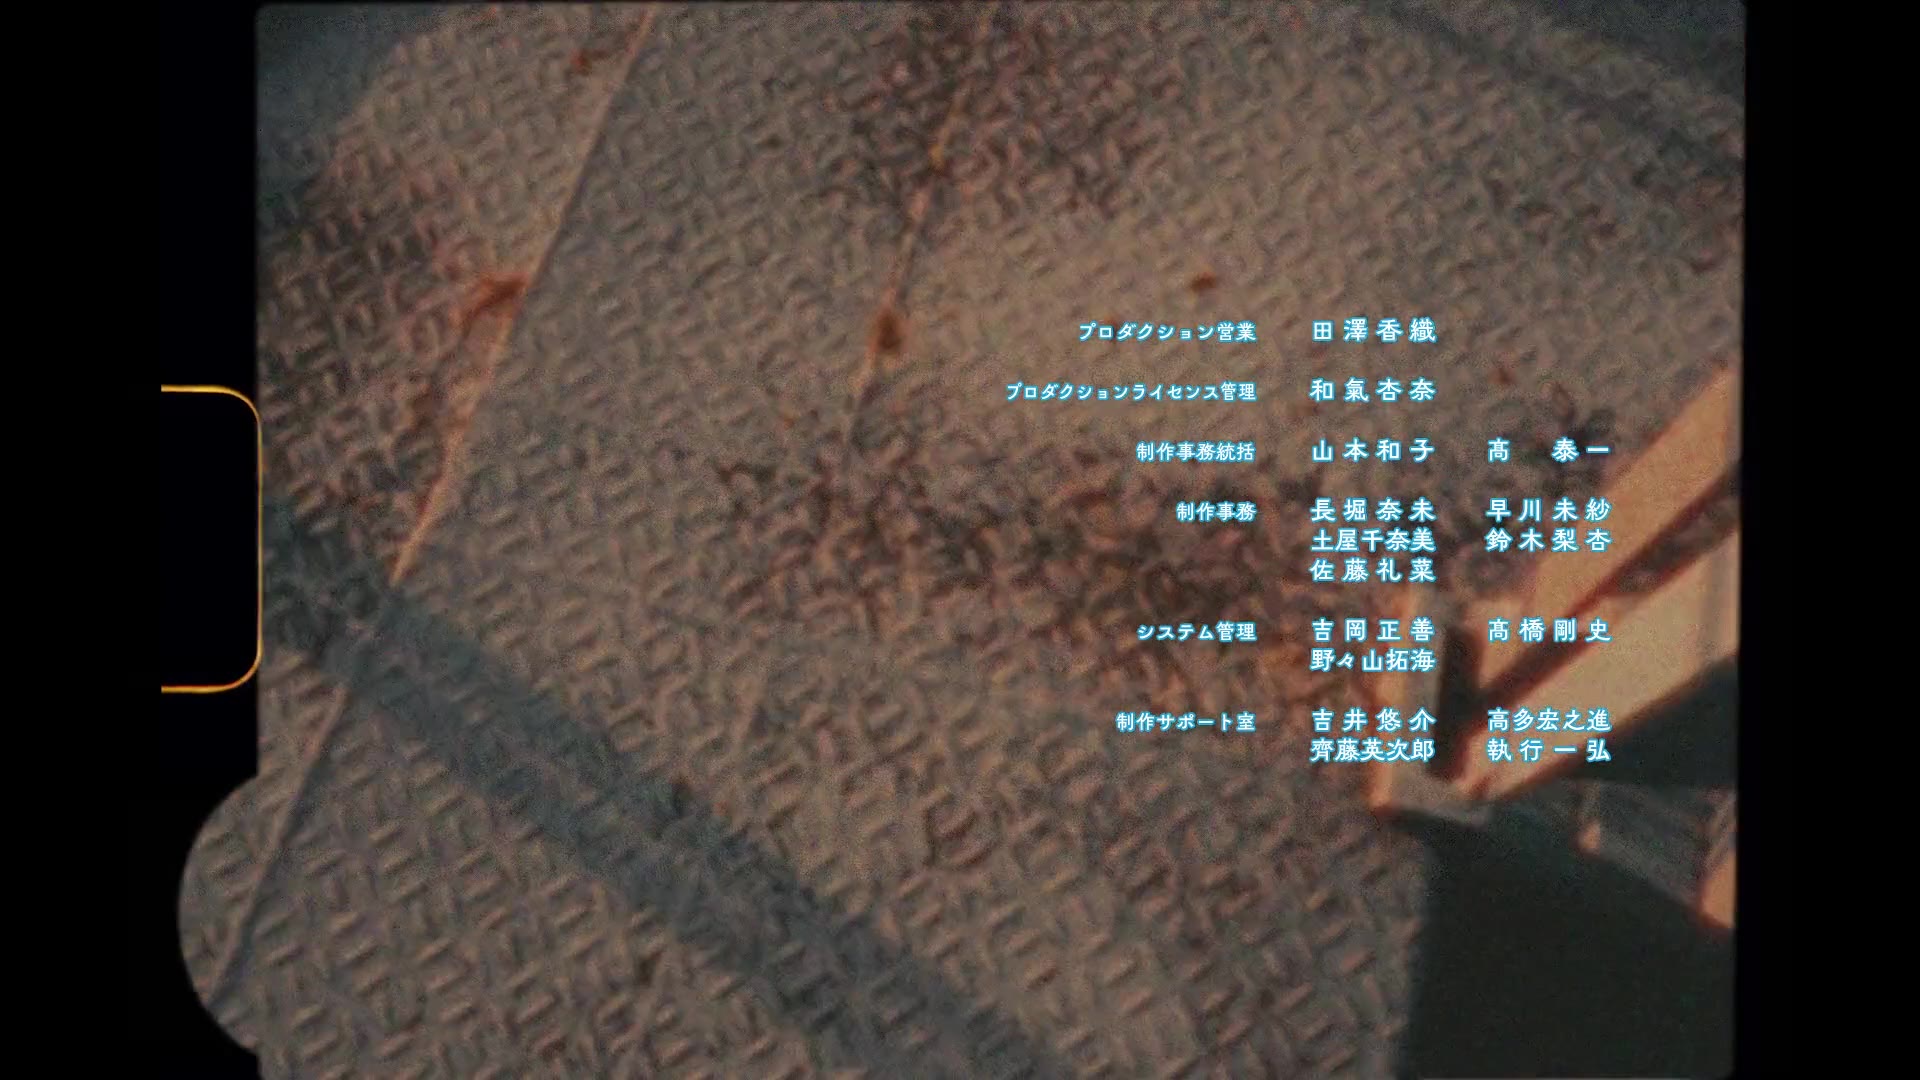 プロダクション営業 田澤香織
プロダクションライセンス管理 和氣杏奈
制作事務統括 山本和子 髙 泰一
制作事務 長堀奈未 早川未紗
土屋千奈美 鈴木梨杏
佐藤礼菜
システム管理 吉岡正善 髙橋剛史
野々山拓海
制作サポート室 吉井悠介 高多宏之進
齊藤英次郎 執行一弘